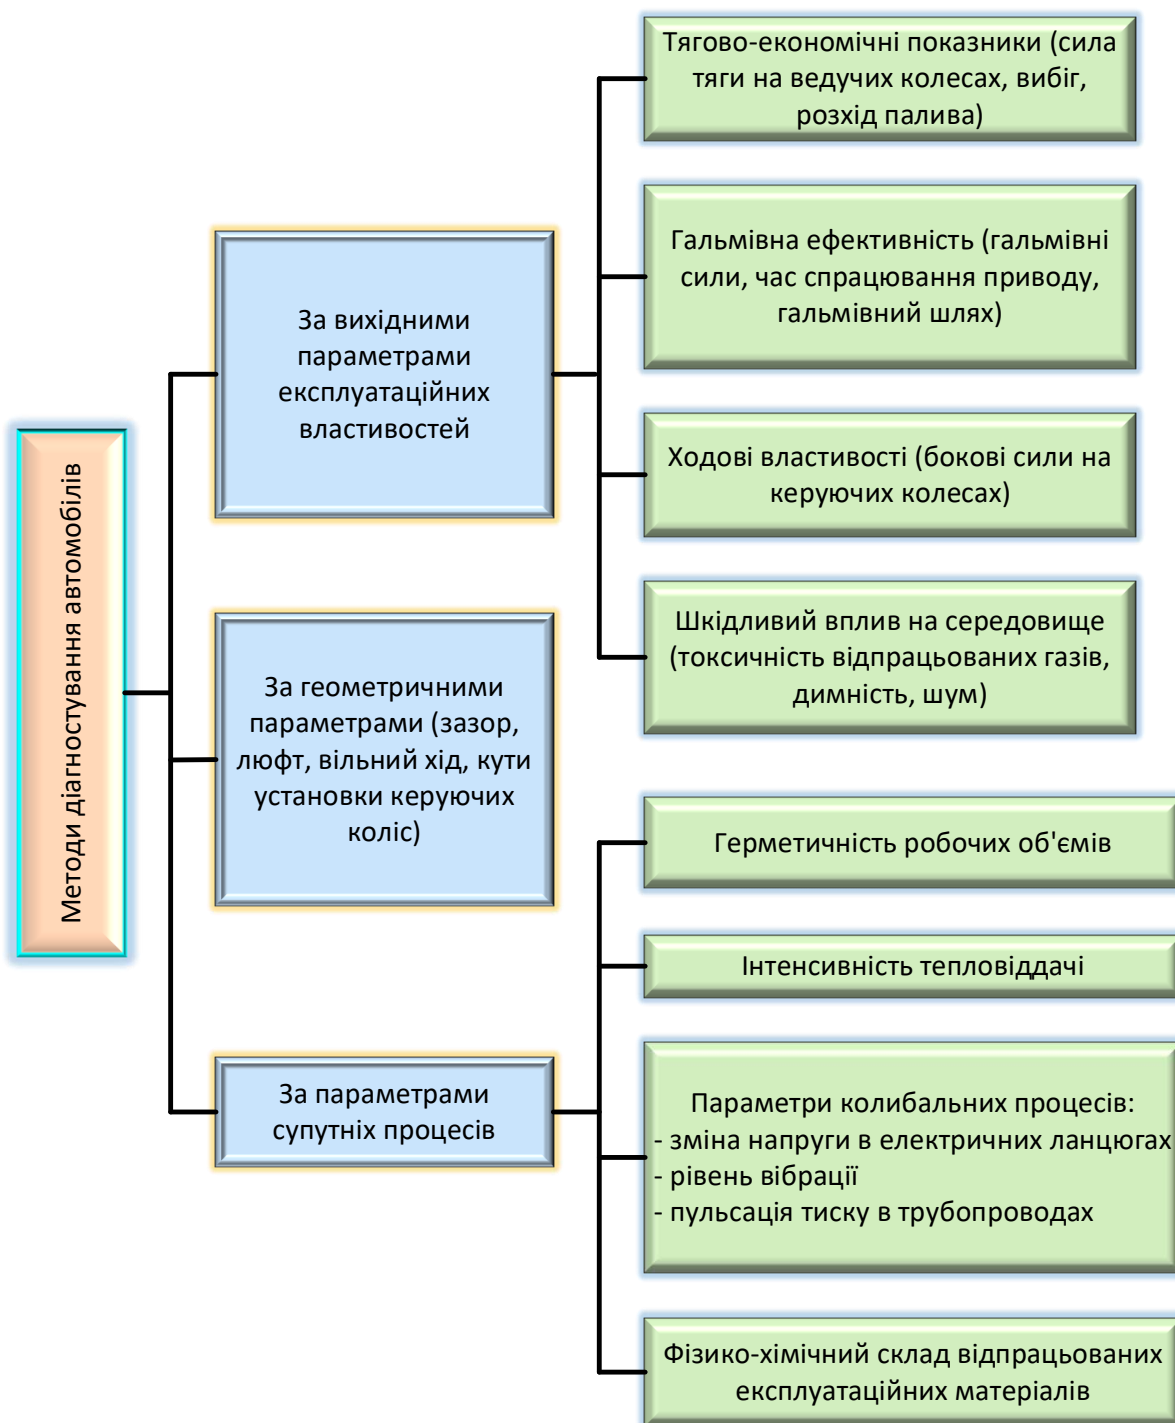 Методи діагностування автомобілів
За вихідними
параметрами
експлуатаційних
властивостей
Тягово-економічні показники (сила
тяги на ведучих колесах, вибіг,
розхід палива)
Гальмівна ефективність (гальмівні
сили, час спрацювання приводу,
гальмівний шлях)
Ходові властивості (бокові сили на
керуючих колесах)
Шкідливий вплив на середовище
(токсичність відпрацьованих газів,
димність, шум)
За геометричними
параметрами (зазор,
люфт, вільний хід, кути
установки керуючих
коліс)
За параметрами
супутніх процесів
Герметичність робочих об'ємів
Інтенсивність тепловіддачі
Параметри колибальних процесів:
- зміна напруги в електричних ланцюгах
- рівень вібрації
- пульсація тиску в трубопроводах
Фізико-хімічний склад відпрацьованих
експлуатаційних матеріалів